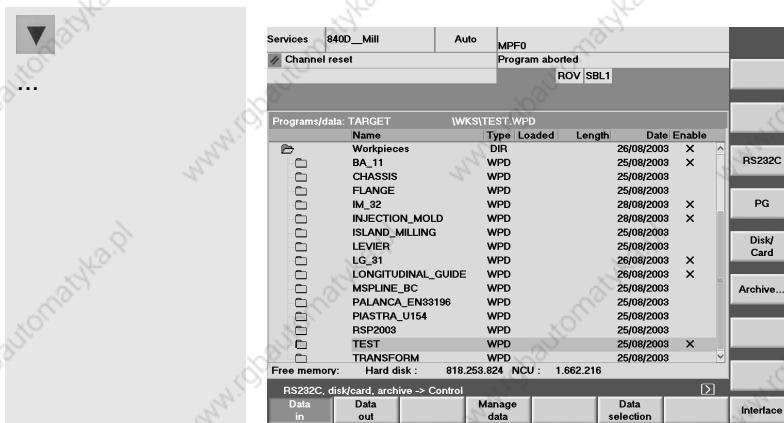 ...
Services 840D__Mill Auto MPF0
Channel reset Program aborted
ROV SBL1
Programs/data: TARGET \WKS\TEST.WPD
Name Type Loaded Length Date Enable
Workpieces DIR 26/08/2003 X
BA_11 WPD 25/08/2003 X
CHASSIS WPD 25/08/2003
FLANGE WPD 25/08/2003
IM_32 WPD 28/08/2003 X
INJECTION_MOLD WPD 28/08/2003 X
ISLAND_MILLING WPD 25/08/2003
LEVIER WPD 25/08/2003
LG_31 WPD 26/08/2003 X
LONGITUDINAL_GUIDE WPD 26/08/2003 X
MSPLINE_BC WPD 25/08/2003
PALANCA_EN33196 WPD 25/08/2003
PIASTRA_U154 WPD 25/08/2003
RSP2003 WPD 25/08/2003
TEST WPD 25/08/2003 X
TRANSFORM WPD 25/08/2003
Free memory: Hard disk : 818.253.824 NCU : 1.662.216
RS232C, disk/card, archive -> Control
Data in
Data out
Manage data
Data selection
RS232C
PG
Disk/
Card
Archive...
Interface
www.rgbautomatyka.pl